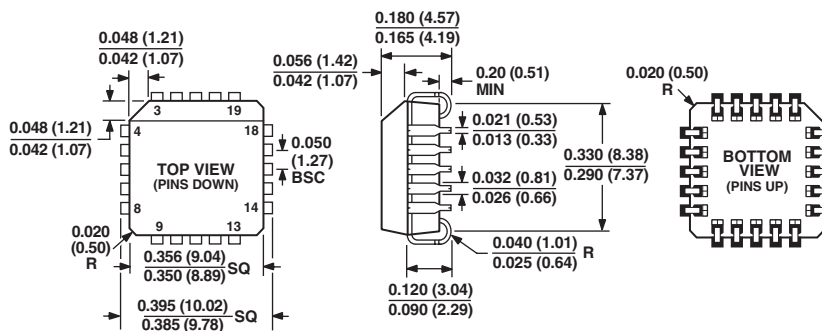 0.048 (1.21)
0.042 (1.07)
0.048 (1.21)
0.042 (1.07)
3
19
4
18
TOP VIEW
(PINS DOWN)
8
14
9
13
0.050
(1.27)
BSC
0.020
(0.50)
R
0.356 (9.04)
0.350 (8.89) SQ
0.395 (10.02)
0.385 (9.78) SQ
0.180 (4.57)
0.165 (4.19)
0.056 (1.42)
0.042 (1.07)
0.20 (0.51)
MIN
0.021 (0.53)
0.013 (0.33)
0.032 (0.81)
0.026 (0.66)
0.330 (8.38)
0.290 (7.37)
0.040 (1.01)
0.025 (0.64) R
0.120 (3.04)
0.090 (2.29)
0.020 (0.50)
R
BOTTOM
VIEW
(PINS UP)